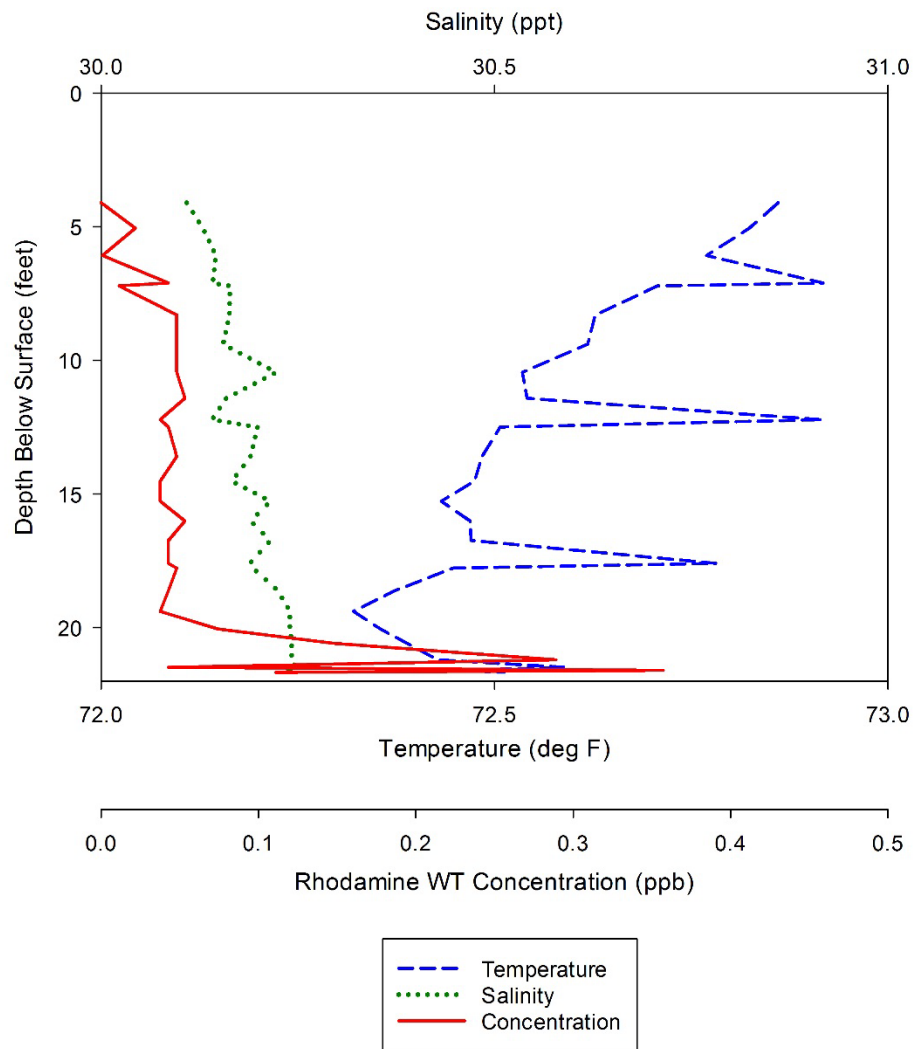 Salinity (ppt)
30.0 30.5 31.0
Depth Below Surface (feet)
0
5
10
15
20
72.0 72.5 73.0
Temperature (deg F)
0.0 0.1 0.2 0.3 0.4 0.5
Rhodamine WT Concentration (ppb)
Temperature
Salinity
Concentration